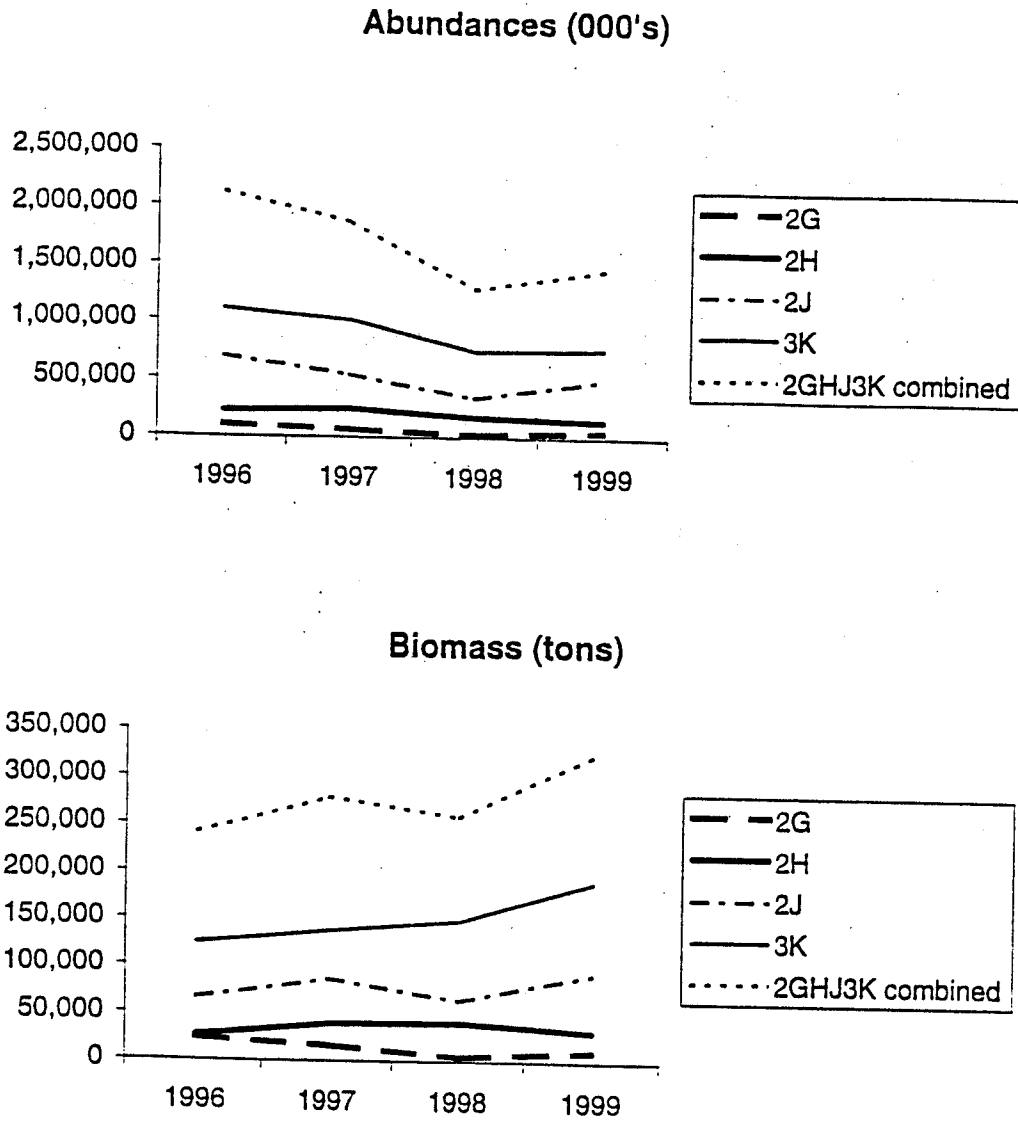 Abundances (000's)
2,500,000
2,000,000
1,500,000
1,000,000
500,000
0
1996 1997 1998 1999
2G
2H
2J
3K
2GHJ3K combined
Biomass (tons)
350,000
300,000
250,000
200,000
150,000
100,000
50,000
0
1996 1997 1998 1999
2G
2H
2J
3K
2GHJ3K combined